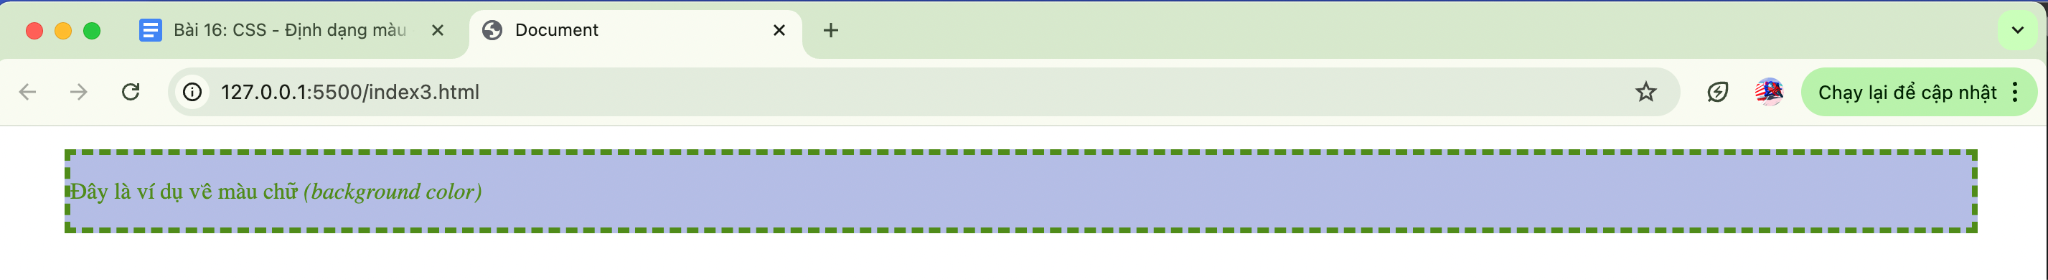 Bài 16: CSS - Định dạng màu
Document
127.0.0.1:5500/index3.html
Chạy lại để cập nhật
Đây là ví dụ về màu chữ (background color)